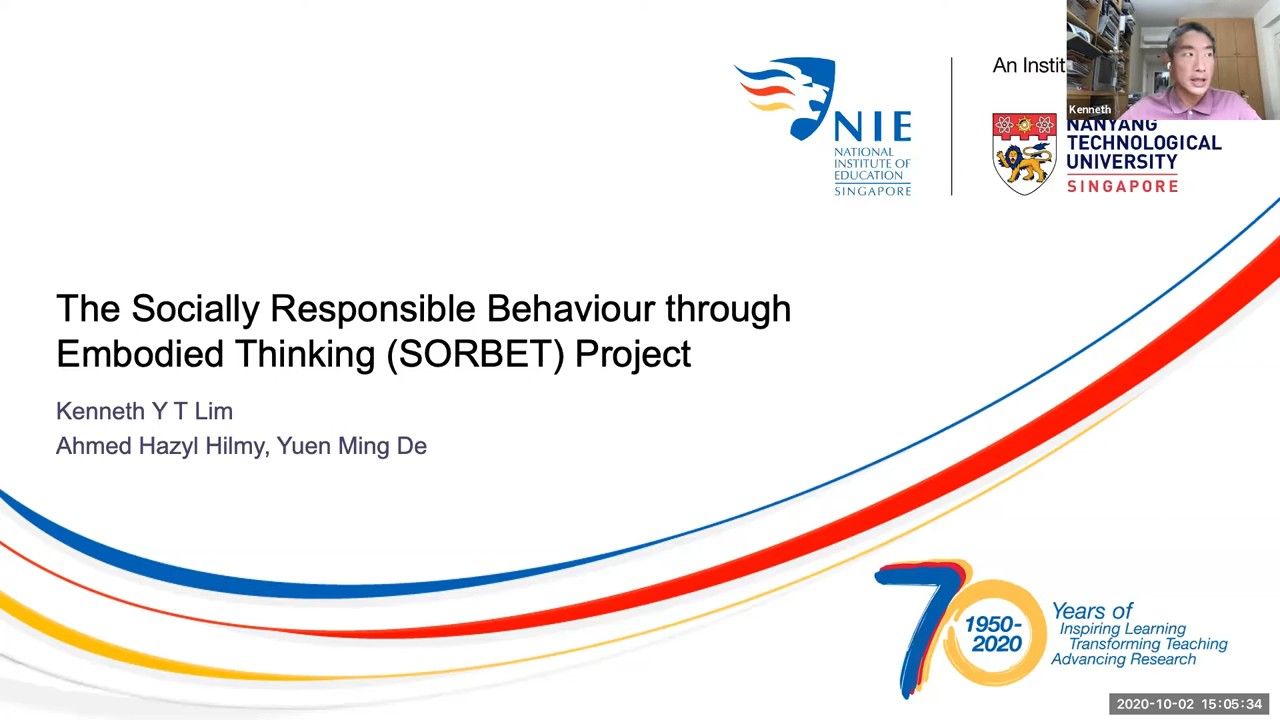 An Instit
Kenneth
NIE
NATIONAL
INSTITUTE OF
EDUCATION
SINGAPORE
NANYANG
TECHNOLOGICAL
UNIVERSITY
SINGAPORE
The Socially Responsible Behaviour through
Embodied Thinking (SORBET) Project
Kenneth Y T Lim
Ahmed Hazyl Hilmy, Yuen Ming De
70
1950-
2020
Years of
Inspiring Learning
Transforming Teaching
Advancing Research
2020-10-02 15:05:34